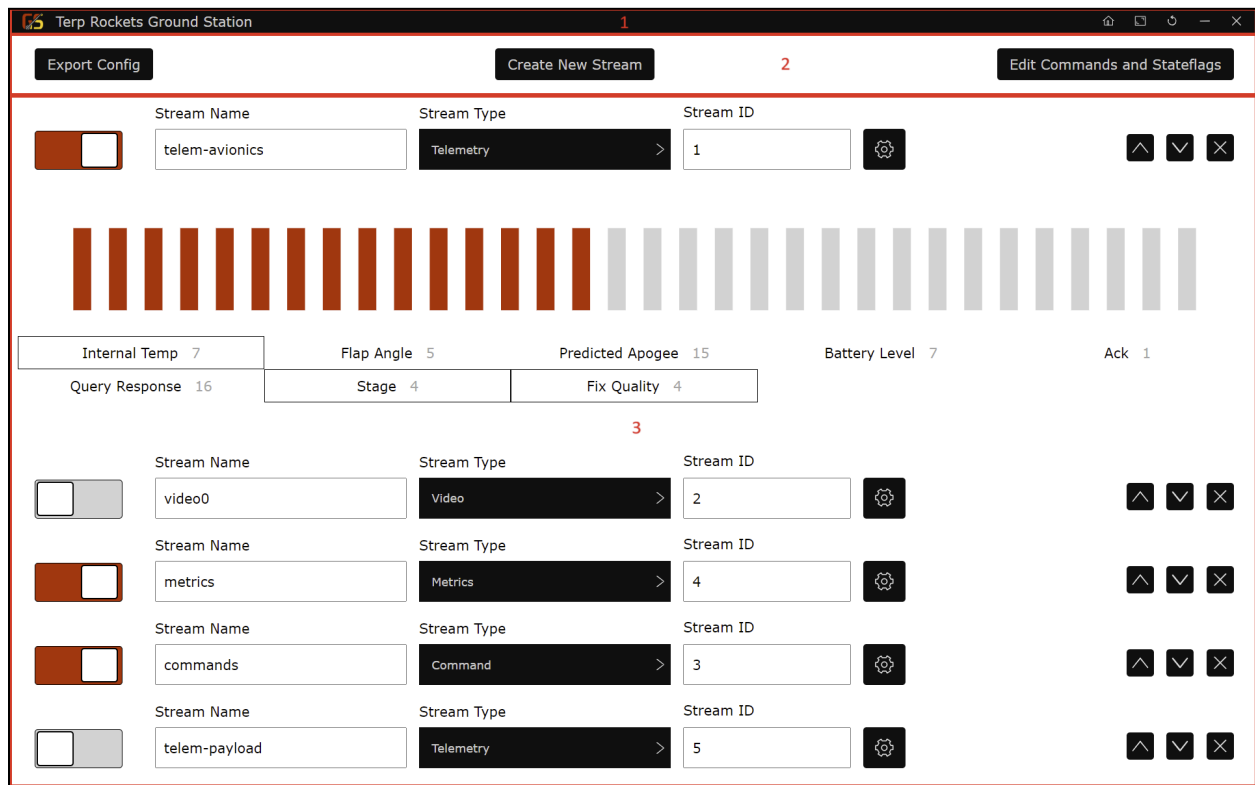 GS Terp Rockets Ground Station 1
Export Config Create New Stream 2 Edit Commands and Stateflags
Stream Name Stream Type Stream ID
telem-avionics Telemetry 1
Internal Temp 7 Flap Angle 5 Predicted Apogee 15 Battery Level 7 Ack 1
Query Response 16 Stage 4 Fix Quality 4
3
Stream Name Stream Type Stream ID
video0 Video 2
Stream Name Stream Type Stream ID
metrics Metrics 4
Stream Name Stream Type Stream ID
commands Command 3
Stream Name Stream Type Stream ID
telem-payload Telemetry 5